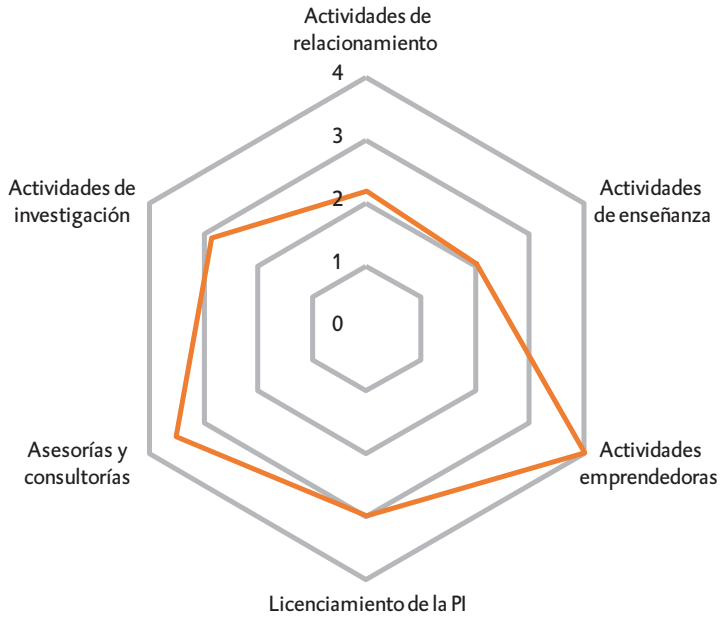 Actividades de
relacionamiento
4
3
2
1
0
Actividades
de enseñanza
Actividades
emprendedoras
Licenciamiento de la PI
Asesorías y
consultorías
Actividades de
investigación